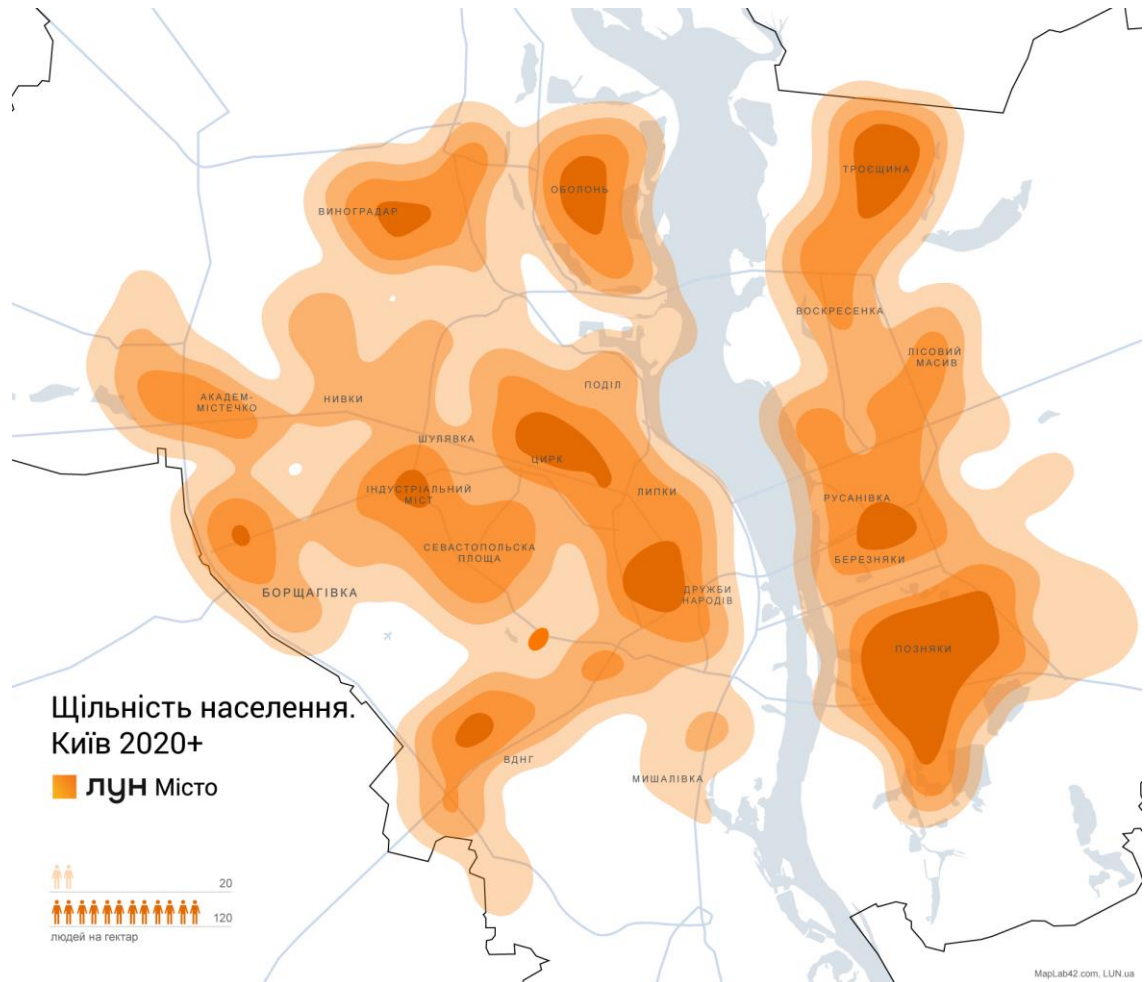 ТРОЄЩИНА
ОБОЛОНЬ
ВИНОГРАДАР
ВОСКРЕСЕНКА
ЛІСОВИЙ
МАСИВ
ПОДІЛ
АКАДЕМ-
МІСТЕЧКО
НИВКИ
ШУЛЯВКА
ЦИРК
ІНДУСТРІАЛЬНИЙ
МІСТ
ЛИПКИ
РУСАНІВКА
СЕВАСТОПОЛЬСКА
ПЛОЩА
БЕРЕЗНЯКИ
БОРЩАГІВКА
ДРУЖБИ
НАРОДІВ
ПОЗНЯКИ
ВДНГ
МИШАЛІВКА
Щільність населення.
Київ 2020+
ЛУН Місто
20
120
людей на гектар
MapLab42.com, LUN.ua